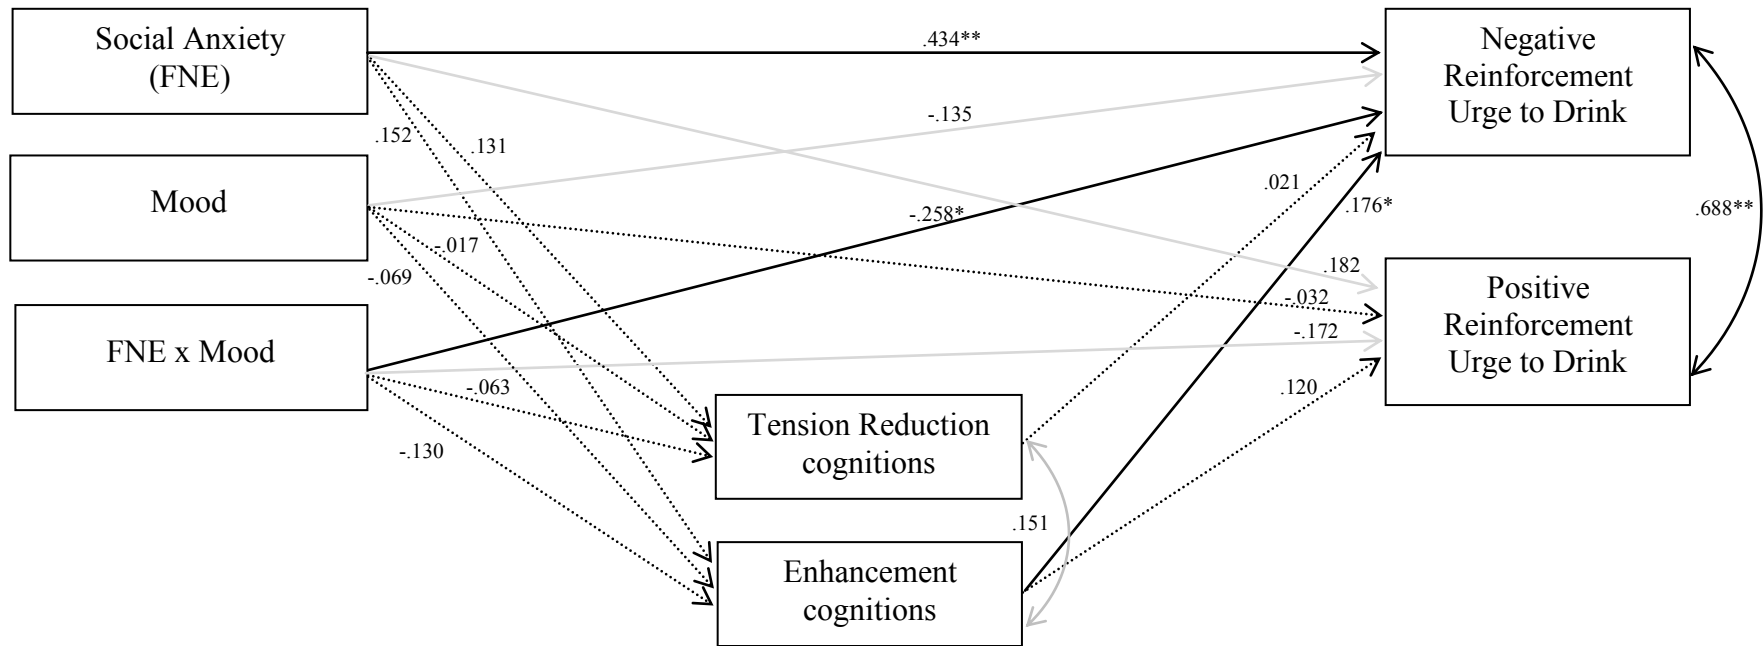 Social Anxiety
(FNE)
Mood
FNE x Mood
.434**
-.135
.152
.131
-.017
-.069
-.258*
-.063
-.130
.021
.176*
.182
-.032
-.172
.120
.151
.688**
Tension Reduction
cognitions
Enhancement
cognitions
Negative
Reinforcement
Urge to Drink
Positive
Reinforcement
Urge to Drink